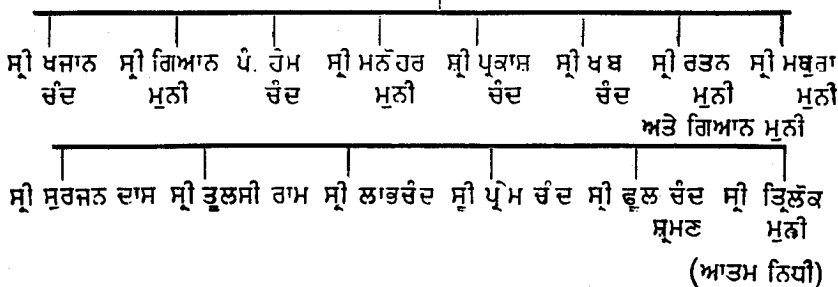 ਸ੍ਰੀ ਖਜਾਨ ਸ੍ਰੀ ਗਿਆਨ ਪੰ. ਹੇਮ ਸ੍ਰੀ ਮਨੋਹਰ ਸ਼੍ਰੀ ਪ੍ਰਕਾਸ਼ ਸ੍ਰੀ ਖਬ ਸ੍ਰੀ ਰਤਨ ਸ੍ਰੀ ਮਥੁਰਾ
ਚੰਦ ਮੁਨੀ ਚੰਦ ਮੁਨੀ ਚੰਦ ਚੰਦ ਮੁਨੀ ਮੁਨੀ
ਅਤੇ ਗਿਆਨ ਮੁਨੀ
ਸ੍ਰੀ ਸੁਰਜਨ ਦਾਸ ਸ੍ਰੀ ਤੁਲਸੀ ਰਾਮ ਸ੍ਰੀ ਲਾਭਚੰਦ ਸ੍ਰੀ ਪ੍ਰੇਮ ਚੰਦ ਸ੍ਰੀ ਫੂਲ ਚੰਦ ਸ੍ਰੀ ਤ੍ਰਿਲੋਕ
ਸ਼੍ਰਮਣ ਮੁਨੀ
(ਆਤਮ ਨਿਧੀ)